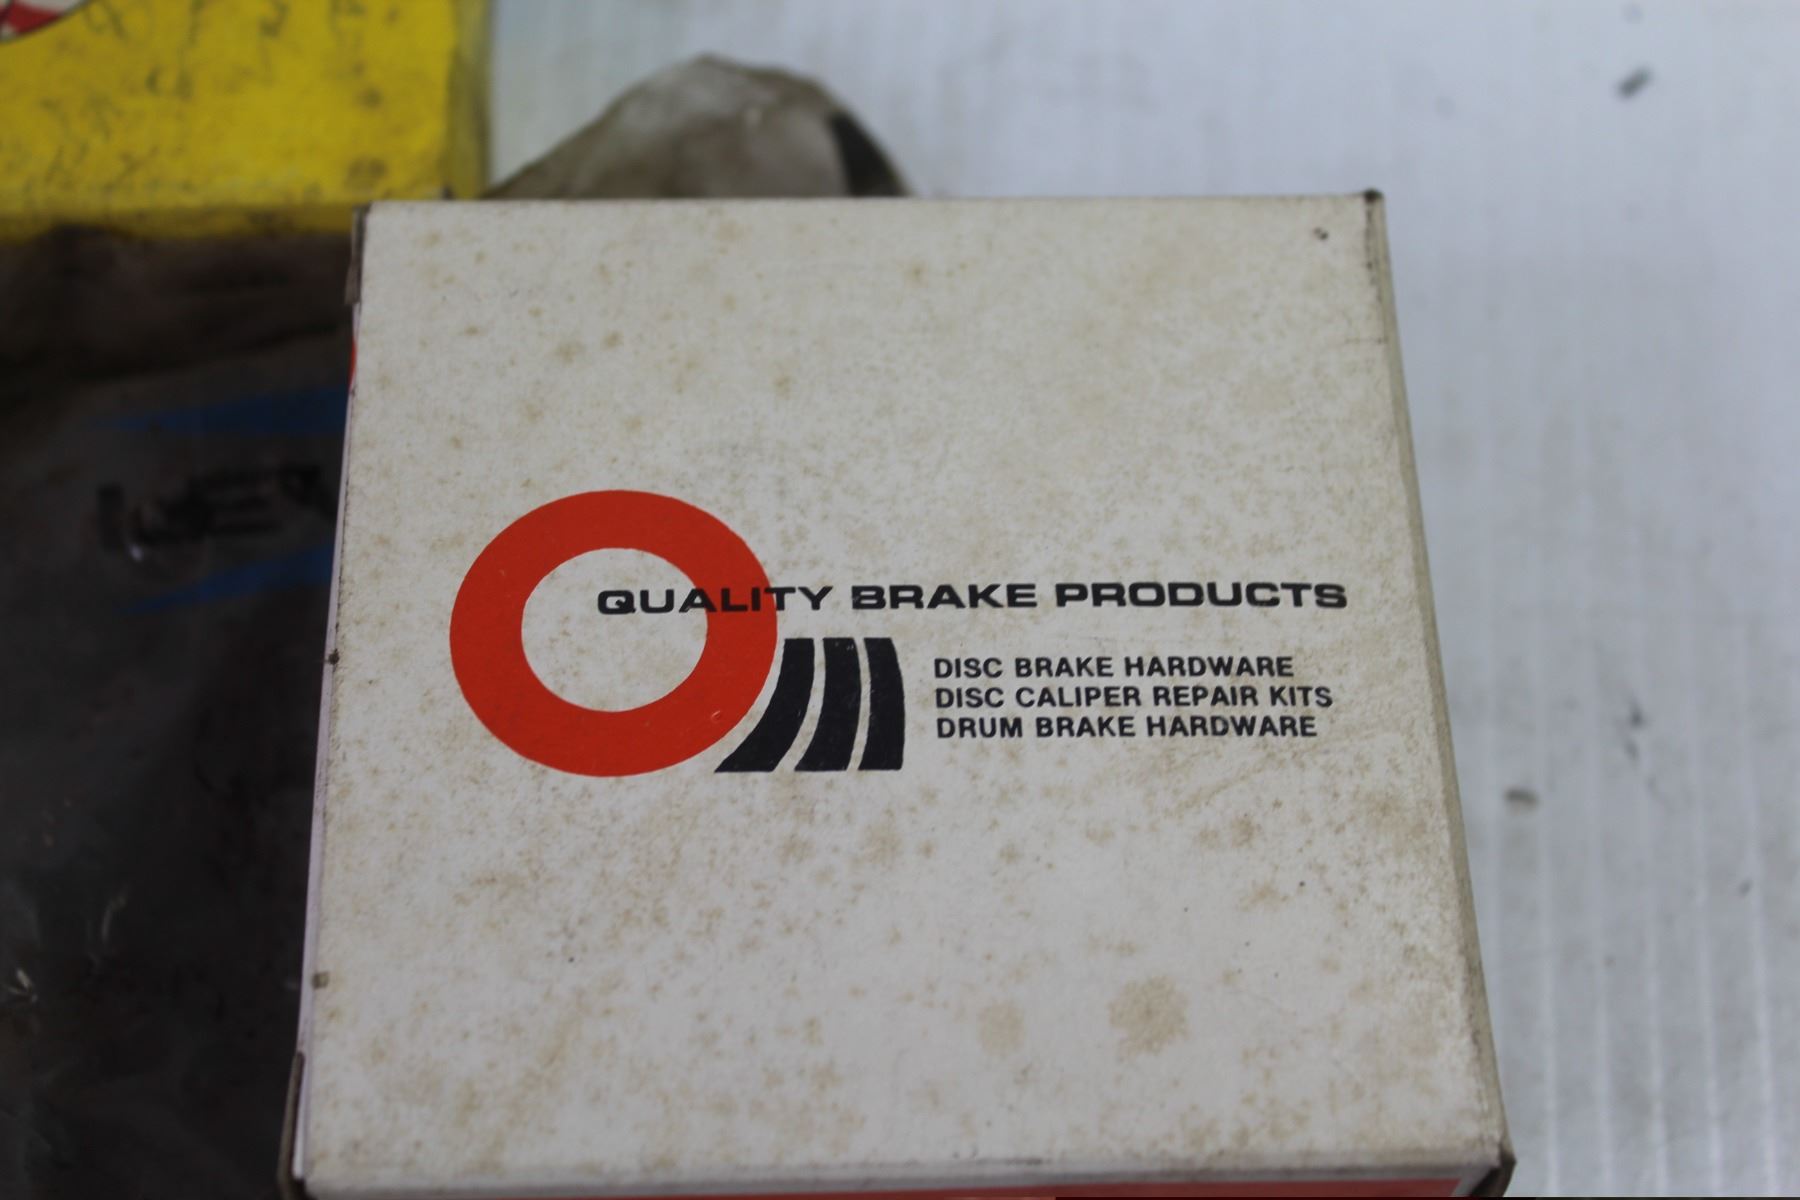 QUALITY BRAKE PRODUCTS
DISC BRAKE HARDWARE
DISC CALIPER REPAIR KITS
DRUM BRAKE HARDWARE